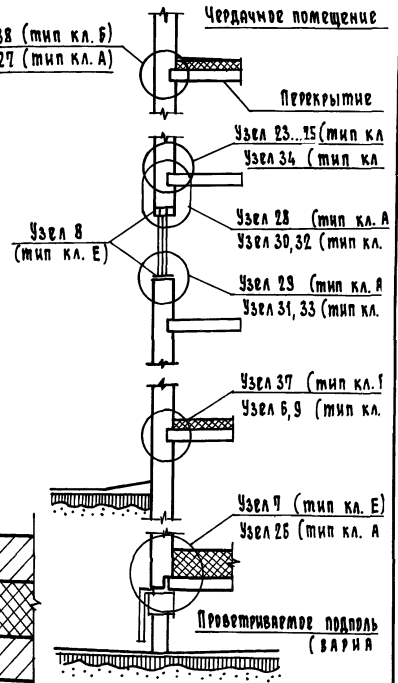 Чердачное помещение
38 (тип кл. Б)
27 (тип кл. А)
Перекрытие
Узел 23...25 (тип кл
Узел 34 (тип кл
Узел 28 (тип кл. А
Узел 30,32 (тип кл.
Узел 8
(тип кл. Е)
Узел 29 (тип кл. А
Узел 31,33 (тип кл.
Узел 37 (тип кл.
Узел 6,9 (тип кл.
Узел 7 (тип кл. Е)
Узел 26 (тип кл. А
Проветриваемое подполь
(ВАРИА